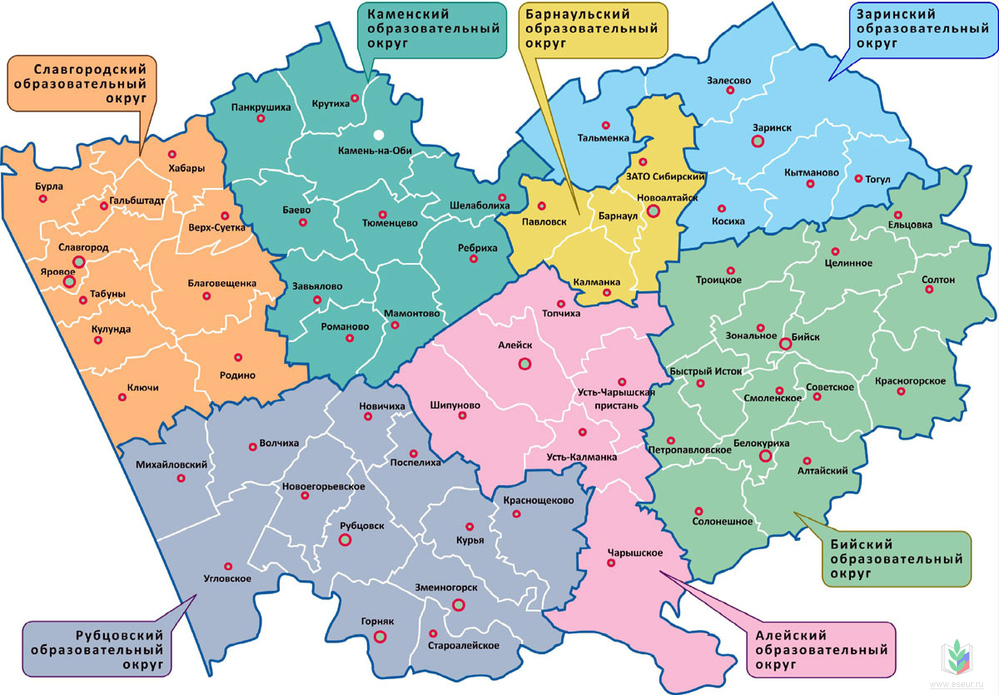 Каменский
образовательный
округ
Барнаульский
образовательный
округ
Заринский
образовательный
округ
Славгородский
образовательный
округ
Панкрушиха
Крутиха
Камень-на-Оби
Баево
Тюменцево
Шелаболиха
Ребриха
Завьялово
Мамонтово
Романово
Хабары
Бурла
Гальбштадт
Верх-Суетка
Славгород
Яровое
Табуны
Благовещенка
Кулунда
Родино
Ключи
Залесово
Тальменка
Заринск
Кытманово
Тогул
Косиха
ЗАТО Сибирский
Новоалтайск
Павловск
Барнаул
Калманка
Ельцовка
Целинное
Троицкое
Солтон
Зональное
Бийск
Быстрый Исток
Советское
Смоленское
Красногорское
Петропавловское
Белокуриха
Алтайский
Солонешное
Топчиха
Алейск
Усть-Чарышская
пристань
Шипуново
Усть-Калманка
Чарышское
Новичиха
Волчиха
Поспелиха
Михайловский
Новоегорьевское
Краснощеково
Рубцовск
Курья
Угловское
Змеиногорск
Горняк
Староалейское
Бийский
образовательный
округ
Рубцовский
образовательный
округ
Алейский
образовательный
округ
www.eseur.ru